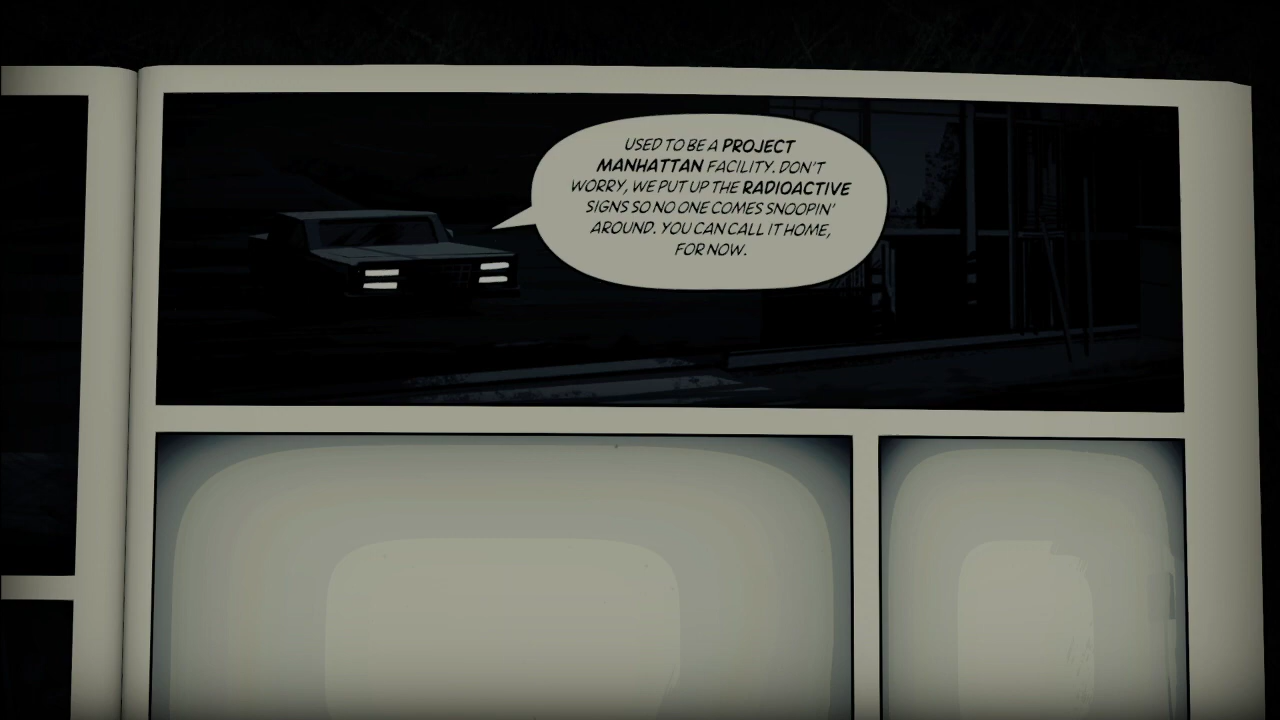 USED TO BE A PROJECT
MANHATTAN FACILITY. DON'T
WORRY, WE PUT UP THE RADIOACTIVE
SIGNS SO NO ONE COMES SNOOPIN'
AROUND. YOU CAN CALL IT HOME,
FOR NOW.